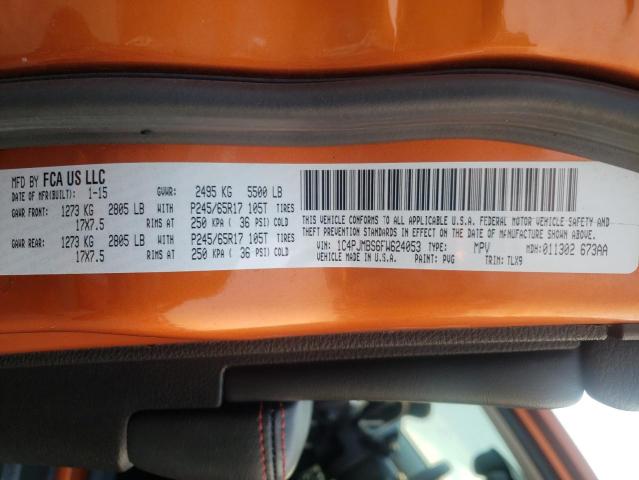 MFD BY FCA US LLC
DATE OF MFR(BUILT): 1-15 GVWR: 2495 KG 5500 LB
GAWR FRONT: 1273 KG 2805 LB WITH P245/65R17 105T TIRES
17X7.5 RIMS AT 250 KPA ( 36 PSI) COLD
GAWR REAR: 1273 KG 2805 LB WITH P245/65R17 105T TIRES
17X7.5 RIMS AT 250 KPA ( 36 PSI) COLD
THIS VEHICLE CONFORMS TO ALL APPLICABLE U.S.A. FEDERAL MOTOR VEHICLE SAFETY, BUMPER AND
THEFT PREVENTION STANDARDS IN EFFECT ON THE DATE OF MANUFACTURE SHOWN ABOVE.
VIN: 1C4PJMBS6FW624053 TYPE: MPV MDH: 011302 673AA
VEHICLE MADE IN U.S.A. PAINT: PVG TRIM: TLX9